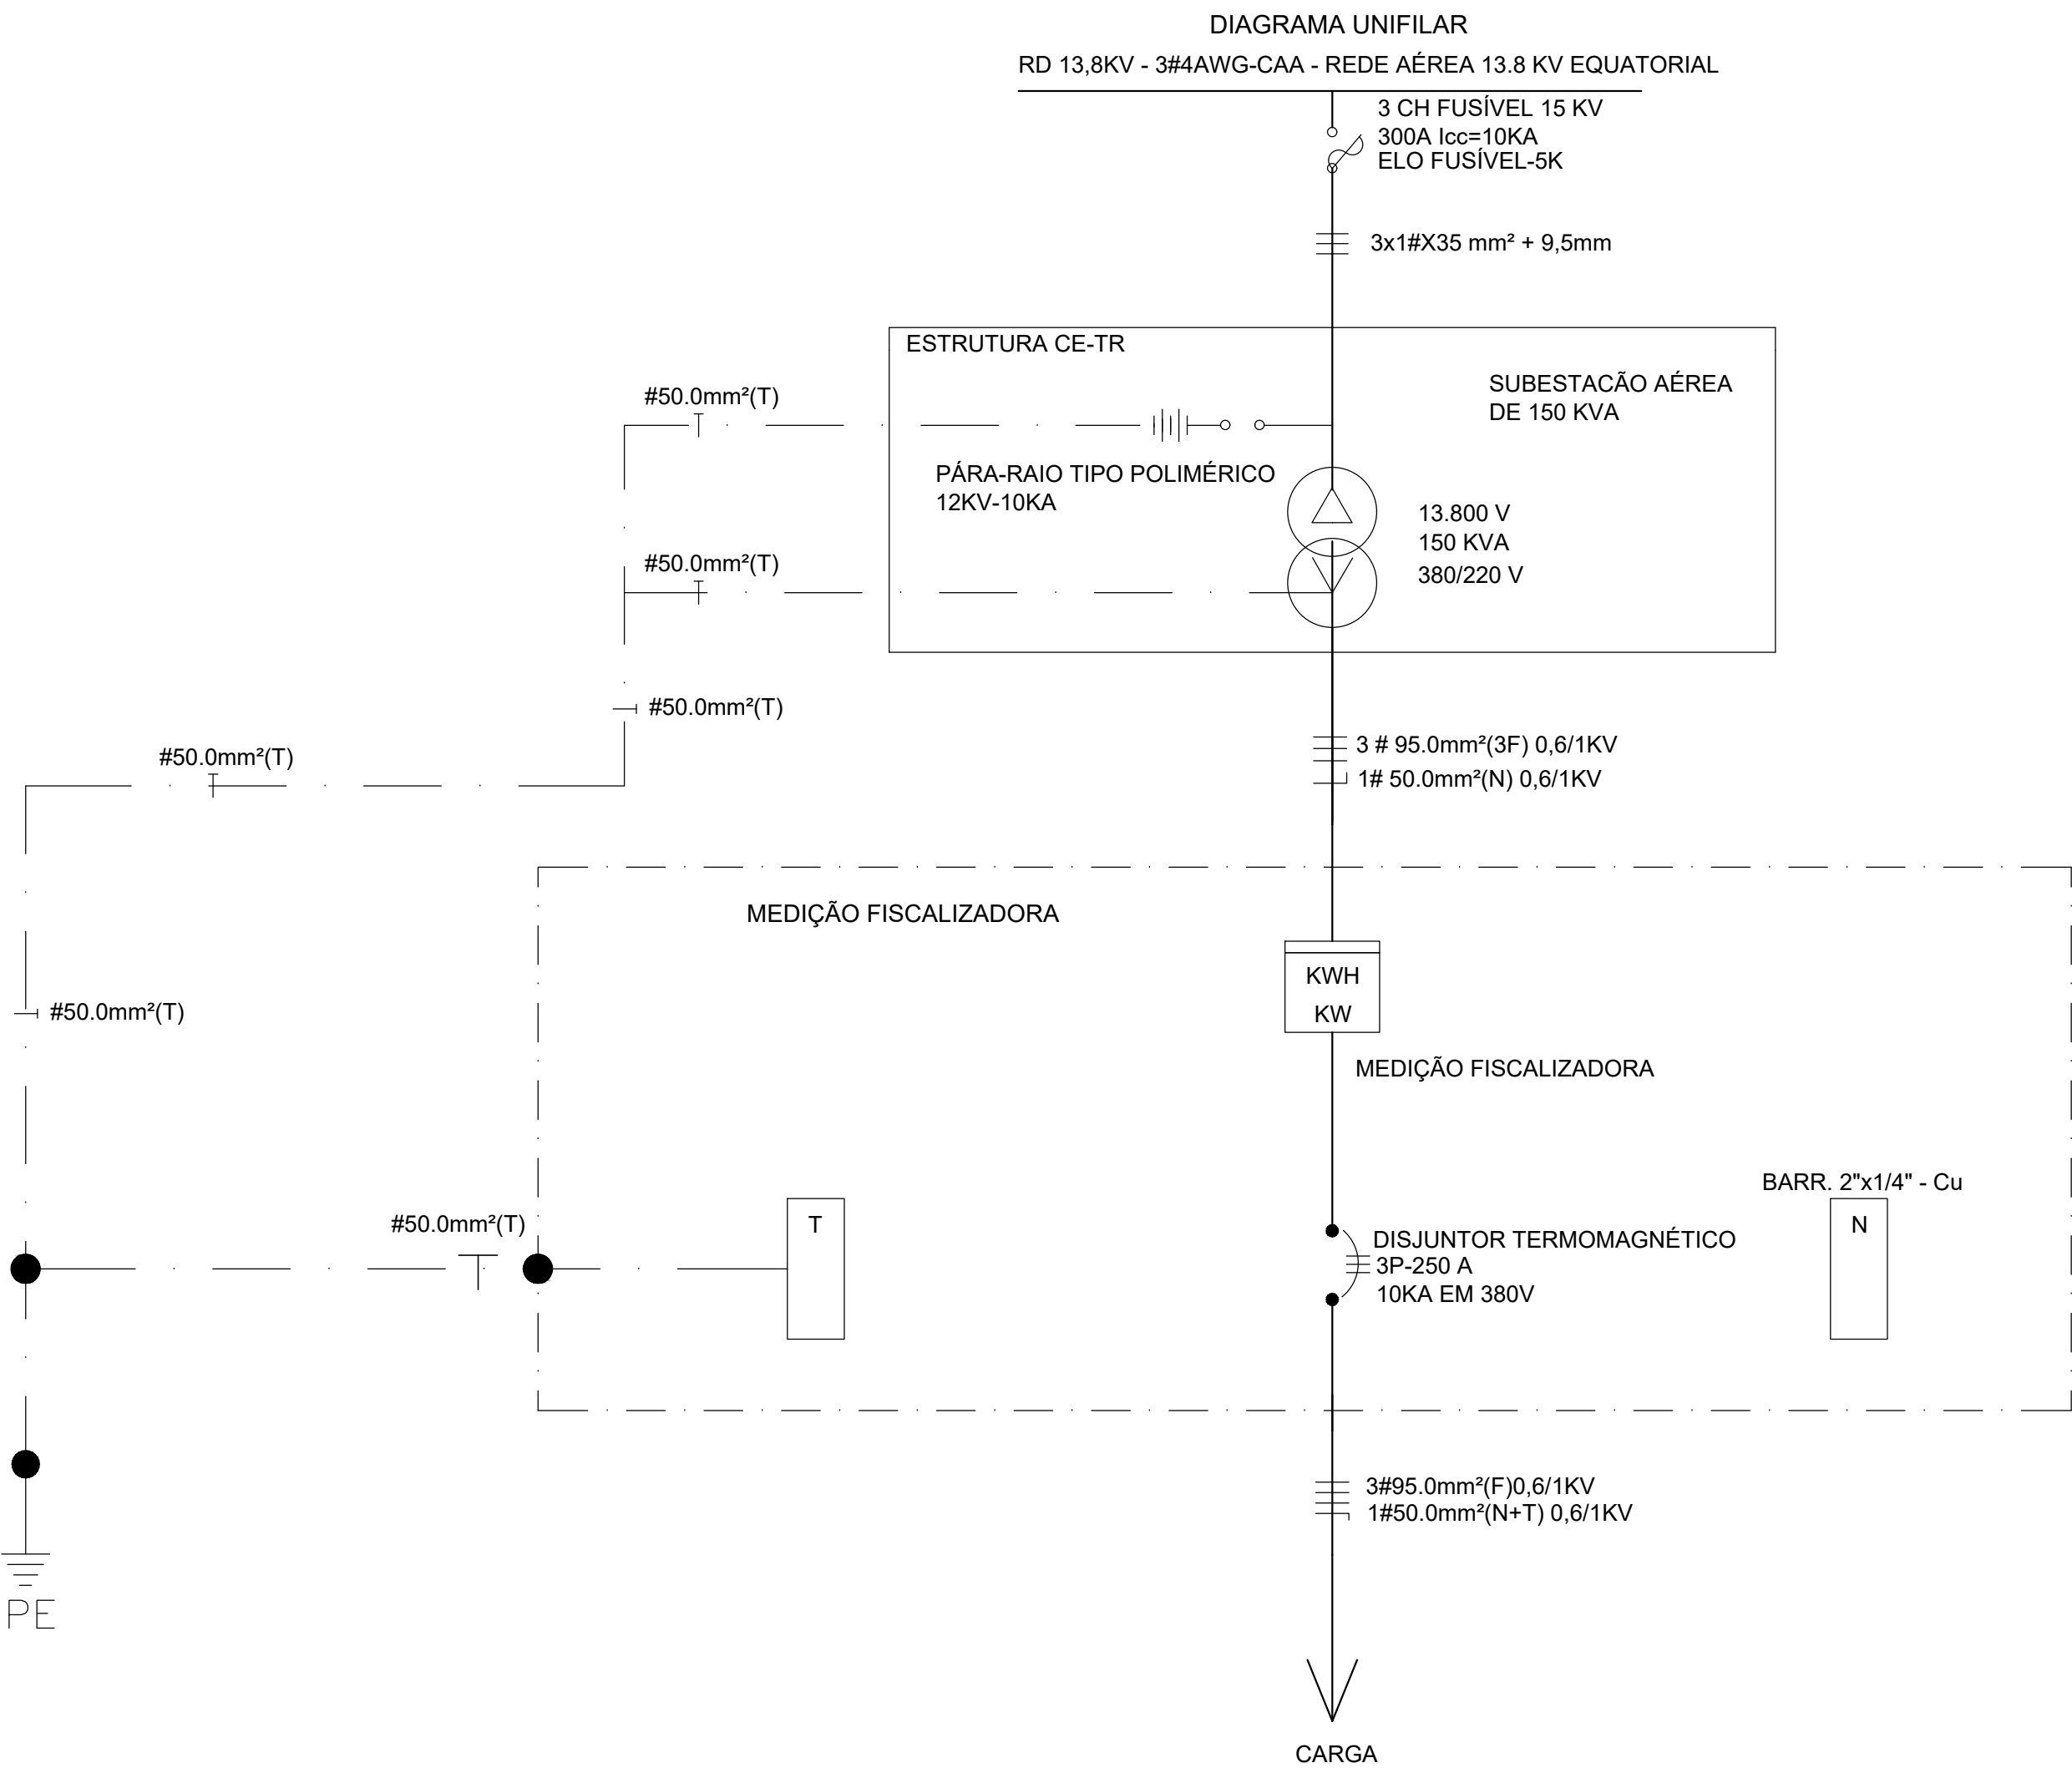 DIAGRAMA UNIFILAR
RD 13,8KV - 3#4AWG-CAA - REDE AÉREA 13.8 KV EQUATORIAL
3 CH FUSÍVEL 15 KV
300A Icc=10KA
ELO FUSÍVEL-5K
3x1#X35 mm² + 9,5mm
ESTRUTURA CE-TR
SUBESTACÃO AÉREA
DE 150 KVA
#50.0mm²(T)
PÁRA-RAIO TIPO POLIMÉRICO
12KV-10KA
13.800 V
150 KVA
380/220 V
#50.0mm²(T)
#50.0mm²(T)
#50.0mm²(T)
3 # 95.0mm²(3F) 0,6/1KV
1# 50.0mm²(N) 0,6/1KV
MEDIÇÃO FISCALIZADORA
KWH
KW
#50.0mm²(T)
MEDIÇÃO FISCALIZADORA
BARR. 2"x1/4" - Cu
#50.0mm²(T)
T
N
DISJUNTOR TERMOMAGNÉTICO
3P-250 A
10KA EM 380V
3#95.0mm²(F)0,6/1KV
1#50.0mm²(N+T) 0,6/1KV
PE
CARGA